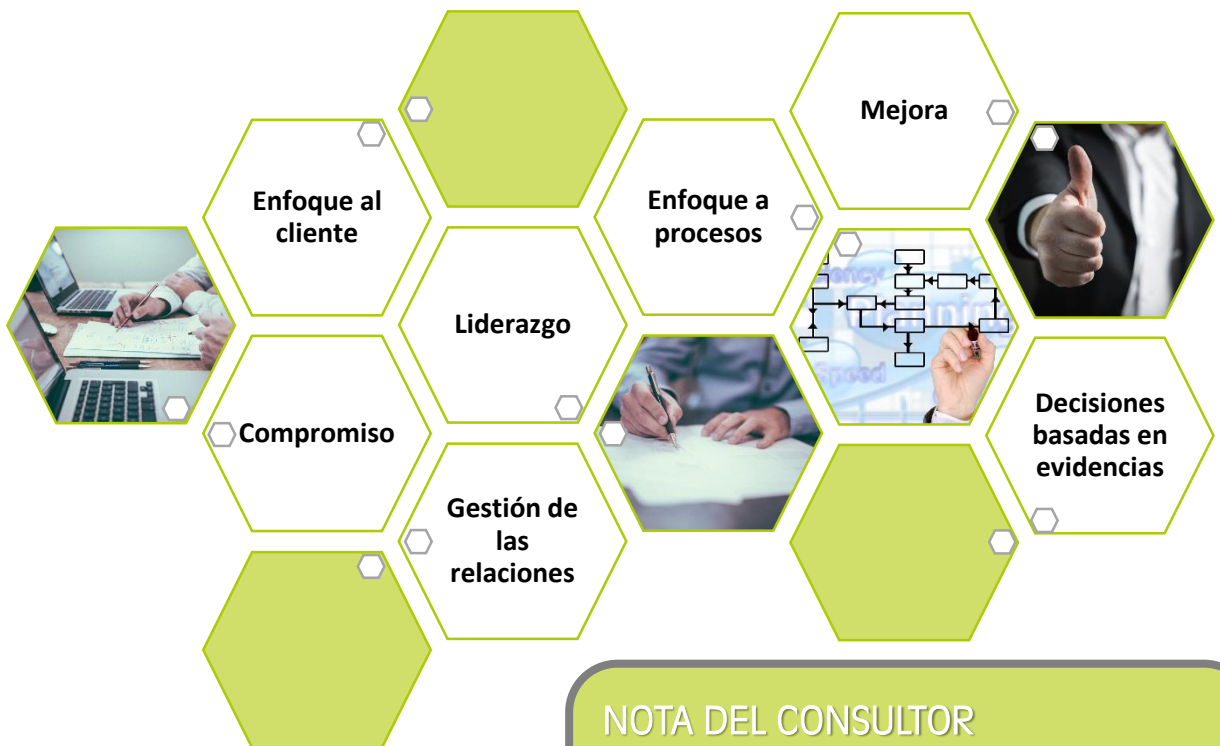 Mejora
Enfoque al
cliente
Enfoque a
procesos
Liderazgo
Compromiso
Decisiones
basadas en
evidencias
Gestión de
las
relaciones
Speed
NOTA DEL CONSULTOR